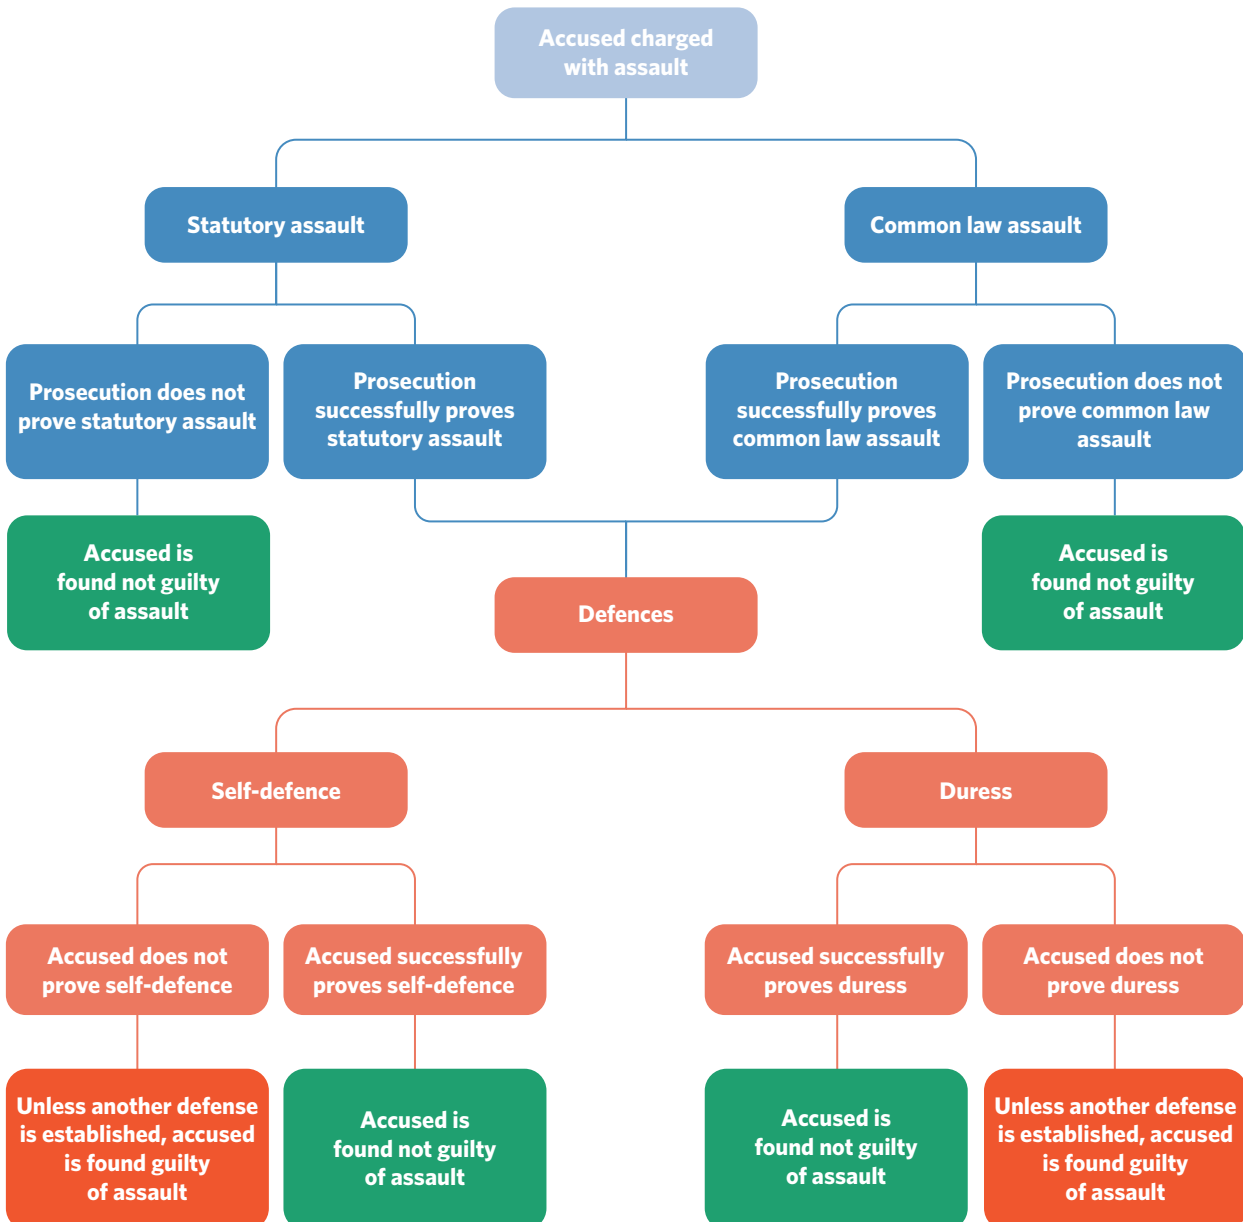 Accused charged
with assault
Statutory assault
Common law assault
Prosecution does not
prove statutory assault
Prosecution
successfully proves
statutory assault
Prosecution
successfully proves
common law assault
Prosecution does not
prove common law
assault
Accused is
found not guilty
of assault
Accused is
found not guilty
of assault
Defences
Self-defence
Duress
Accused does not
prove self-defence
Accused successfully
proves self-defence
Accused successfully
proves duress
Accused does not
prove duress
Unless another defense
is established, accused
is found guilty
of assault
Accused is
found not guilty
of assault
Accused is
found not guilty
of assault
Unless another defense
is established, accused
is found guilty
of assault